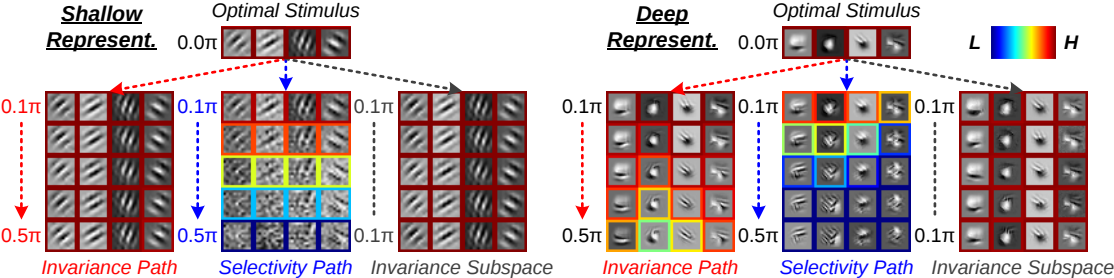 Shallow
Represent.
Optimal Stimulus
0.0π
0.1π
0.5π
Invariance Path
0.1π
0.5π
Selectivity Path
0.1π
0.1π
Invariance Subspace
Deep
Represent.
Optimal Stimulus
0.0π
L H
0.1π
0.5π
Invariance Path
0.1π
0.5π
Selectivity Path
0.1π
0.1π
Invariance Subspace